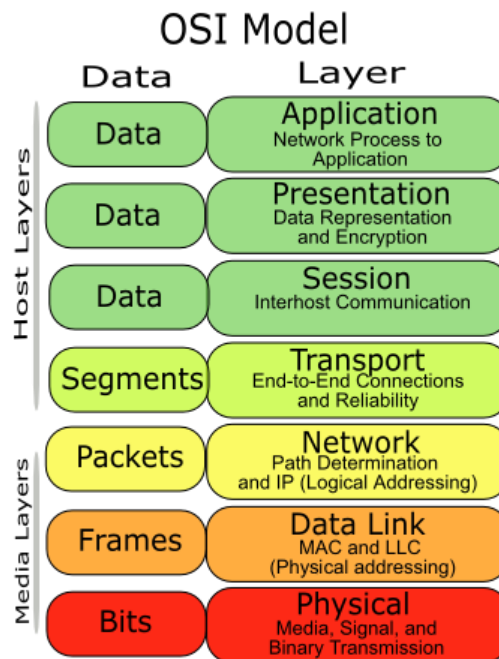 OSI Model
Data
Layer
Host Layers
Data
Application
Network Process to
Application
Data
Presentation
Data Representation
and Encryption
Data
Session
Interhost Communication
Segments
Transport
End-to-End Connections
and Reliability
Media Layers
Packets
Network
Path Determination
and IP (Logical Addressing)
Frames
Data Link
MAC and LLC
(Physical addressing)
Bits
Physical
Media, Signal, and
Binary Transmission